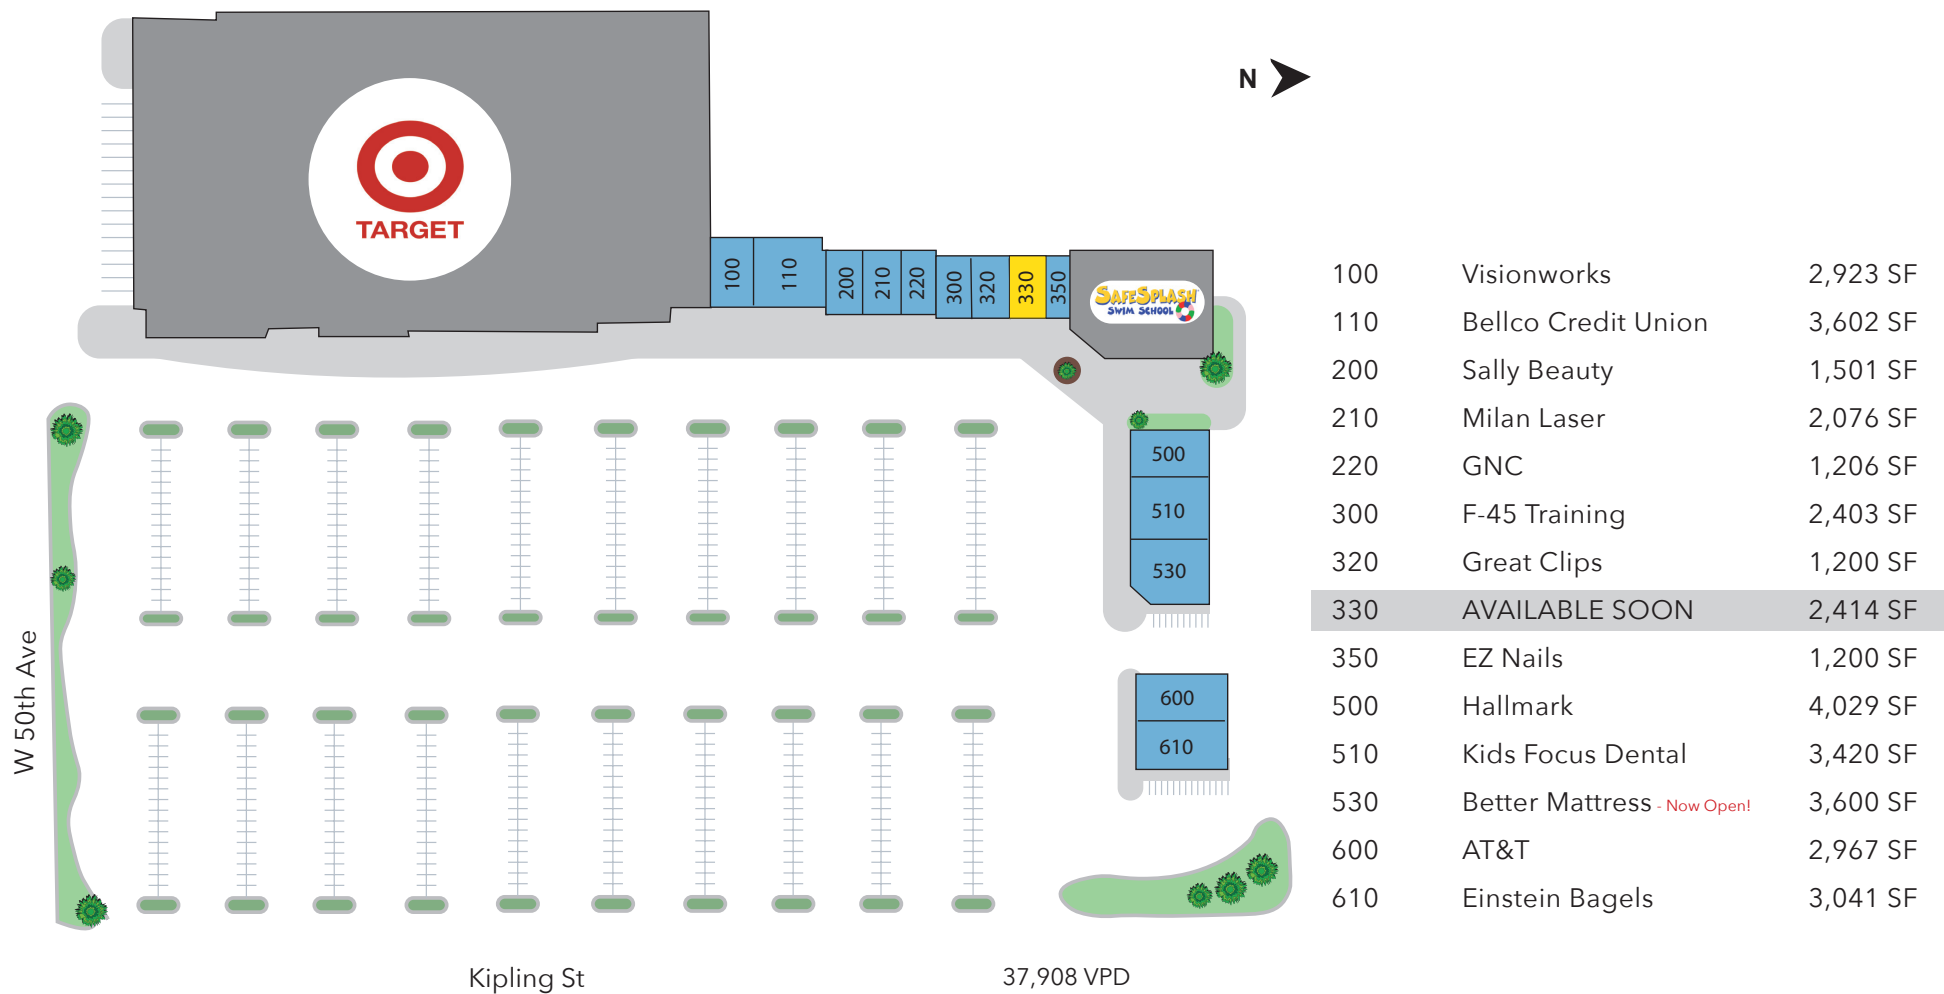 N
TARGET
100
110
200
210
220
300
320
330
350
SAFESPLASH
SWIM SCHOOL
500
510
530
600
610
W 50th Ave
Kipling St
37,908 VPD
100 Visionworks 2,923 SF
110 Bellco Credit Union 3,602 SF
200 Sally Beauty 1,501 SF
210 Milan Laser 2,076 SF
220 GNC 1,206 SF
300 F-45 Training 2,403 SF
320 Great Clips 1,200 SF
330 AVAILABLE SOON 2,414 SF
350 EZ Nails 1,200 SF
500 Hallmark 4,029 SF
510 Kids Focus Dental 3,420 SF
530 Better Mattress - Now Open! 3,600 SF
600 AT&T 2,967 SF
610 Einstein Bagels 3,041 SF